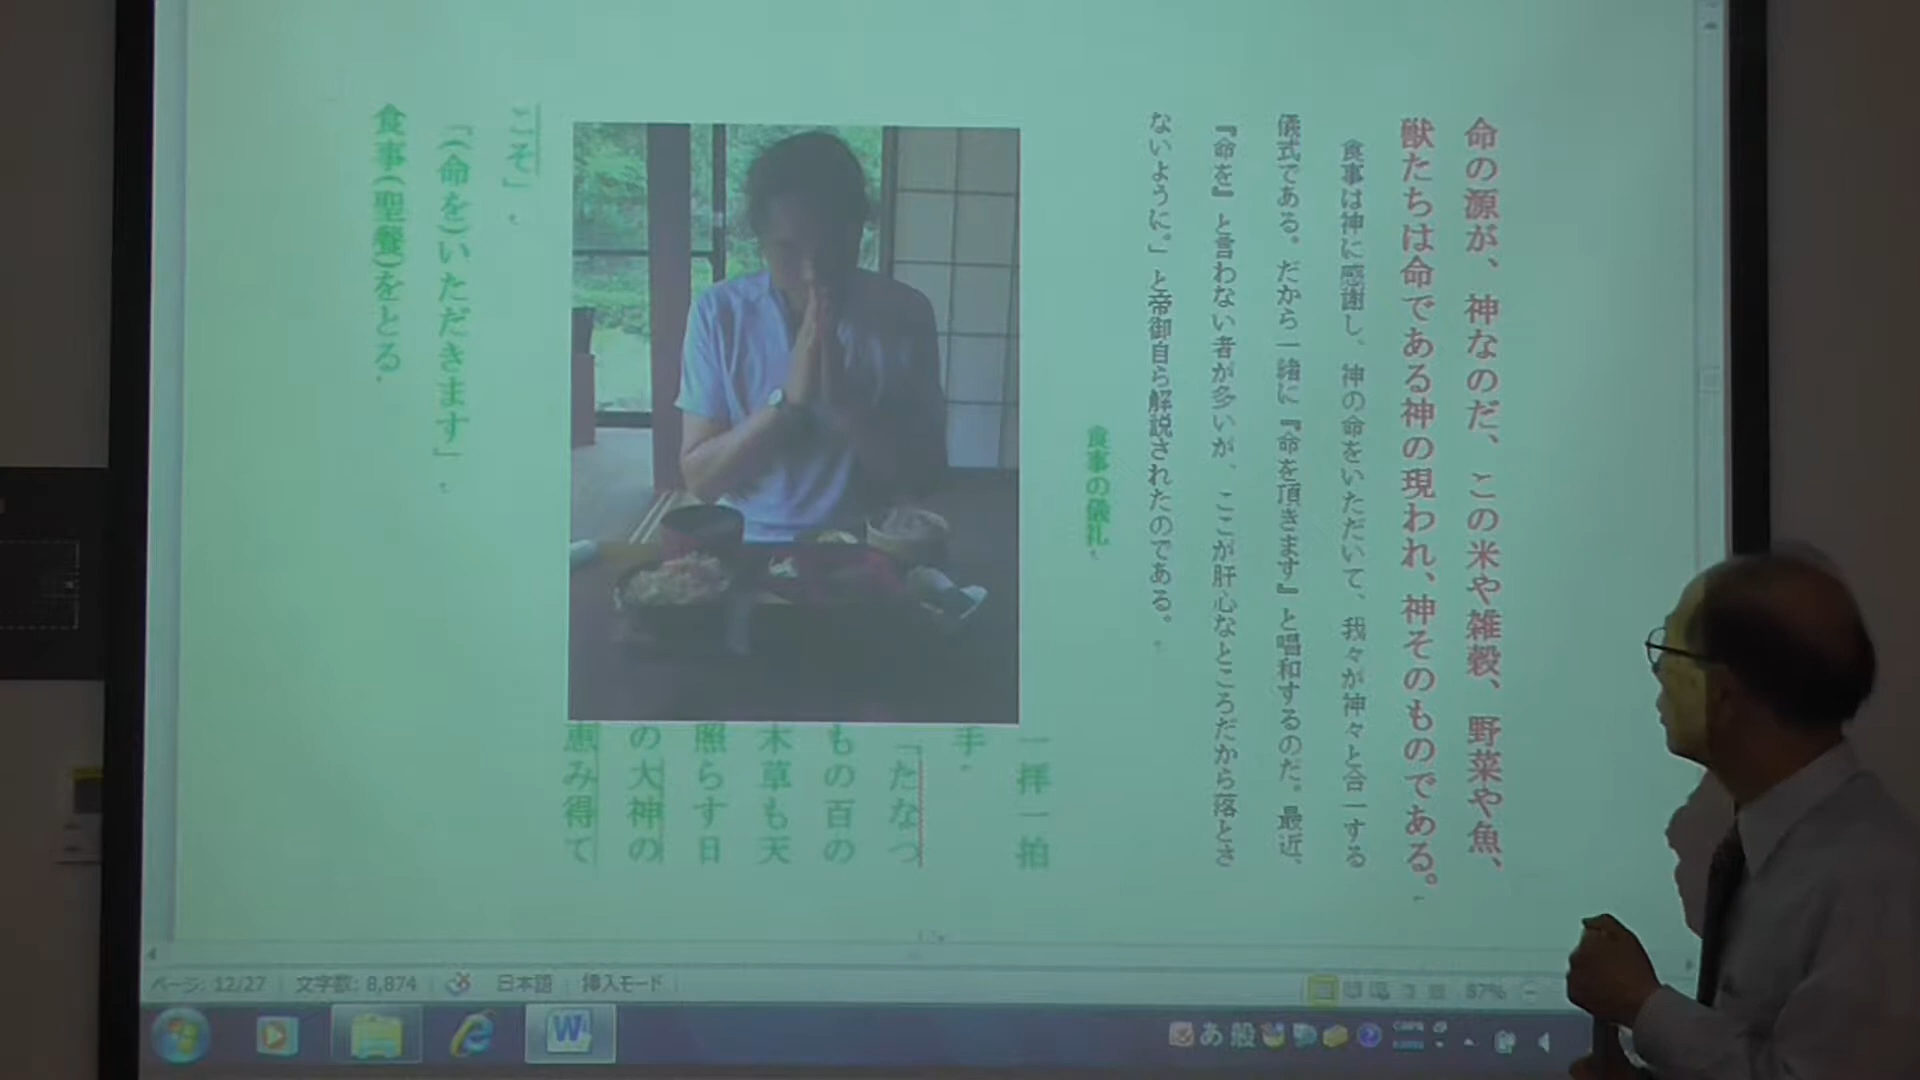 命の源が、神なのだ、この米や雑穀、野菜や魚、
獣たちは命である神の現われ、神そのものである。
食事は神に感謝し、神の命をいただいて、我々が神々と合一する
儀式である。だから一緒に『命を頂きます』と唱和するのだ。最近、
『命を』と言わない者が多いが、ここが肝心なところだから落とさ
ないように。」と帝御自ら解説されたのである。
食事の儀礼
一拝一拍
手
「たなつ
もの百の
木草も天
照らす日
の大神の
恵み得て
こそ」
「(命を)いただきます」
食事(聖餐)をとる
ページ: 12/27
文字数: 8,874
日本語
挿入モード
87%
あ 般
CAPS
KANA